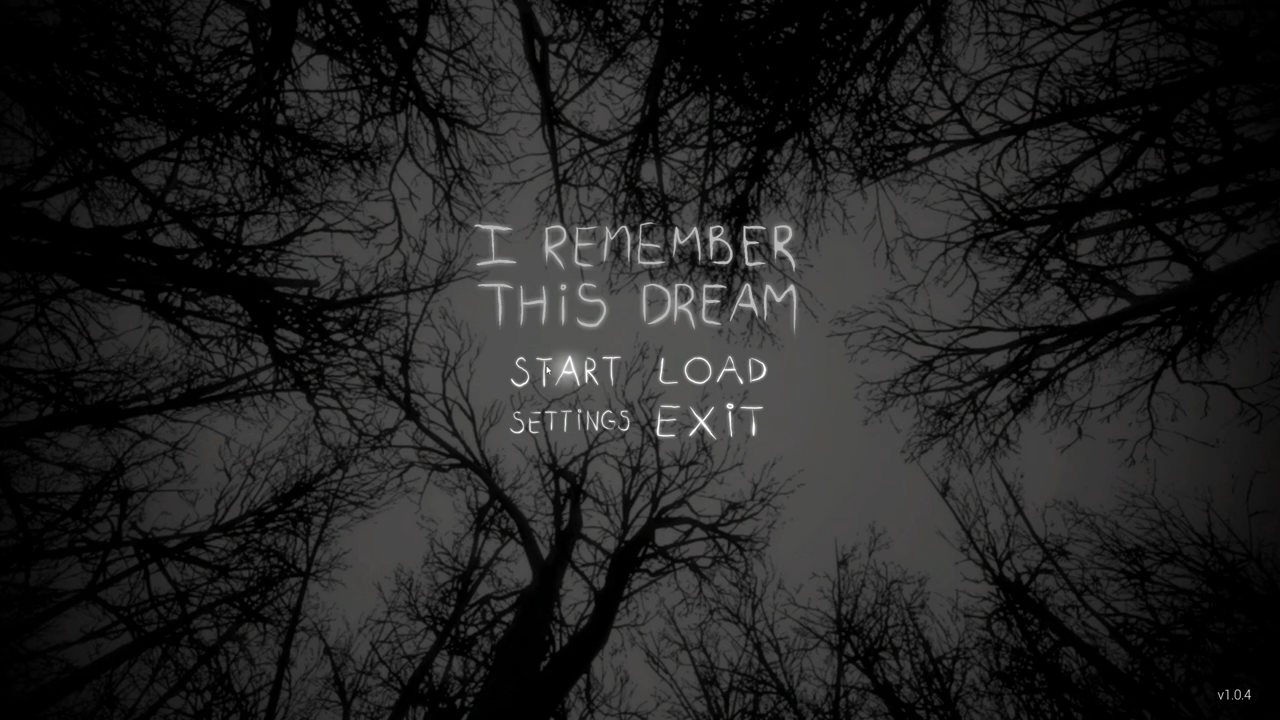 I REMEMBER
THiS DREAM
START LOAD
SETTiNGS EXiT
v1.0.4